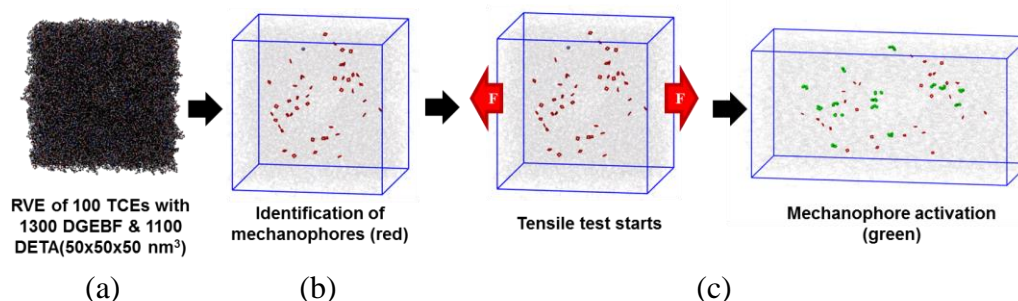 F
F
RVE of 100 TCEs with
1300 DGEBF & 1100
DETA(50x50x50 nm³)
Identification of
mechanophores (red)
Tensile test starts
Mechanophore activation
(green)
(a)
(b)
(c)